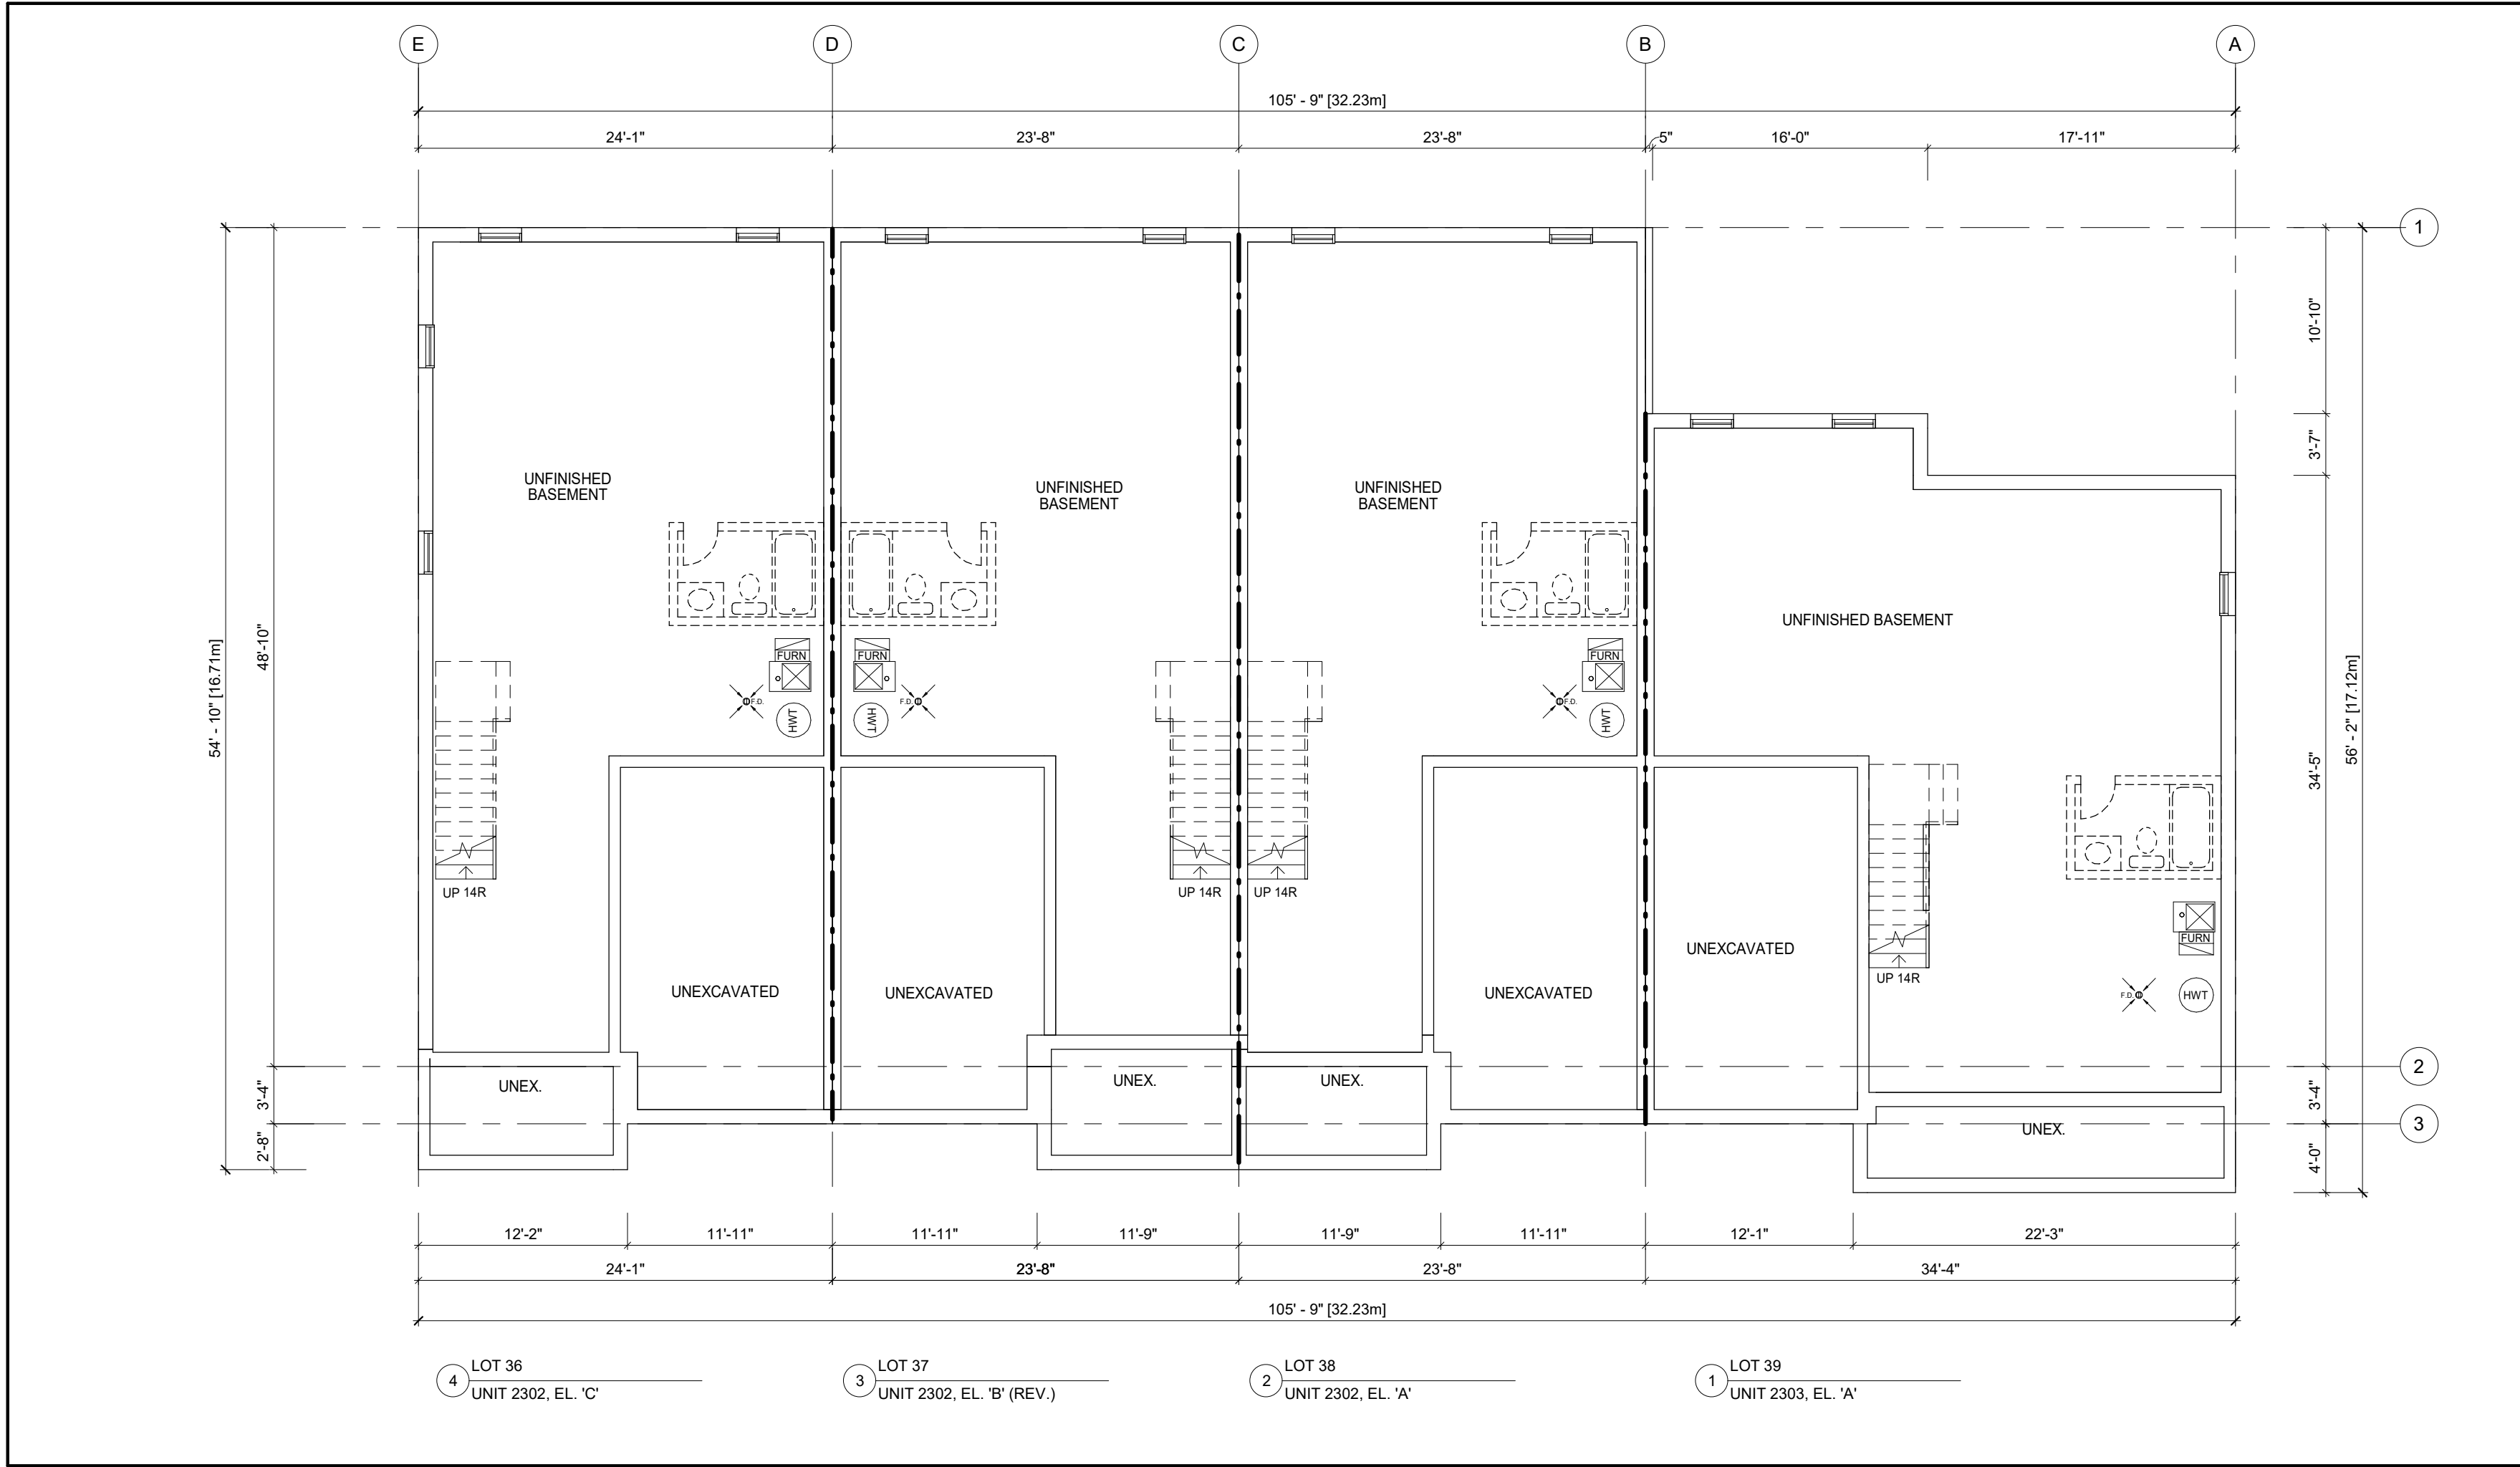 E
D
C
B
A
105' - 9" [32.23m]
24'-1"
23'-8"
23'-8"
5"
16'-0"
17'-11"
1
10'-10"
3'-7"
UNFINISHED
BASEMENT
UNFINISHED
BASEMENT
UNFINISHED
BASEMENT
UNFINISHED BASEMENT
54' - 10" [16.71m]
48'-10"
34'-5"
56' - 2" [17.12m]
FURN
FURN
FURN
F.D.
HWT
HWT
F.D.
F.D.
HWT
UP 14R
UP 14R
UP 14R
UNEXCAVATED
UNEXCAVATED
UNEXCAVATED
UNEXCAVATED
UP 14R
FURN
F.D.
HWT
2
UNEX.
UNEX.
UNEX.
UNEX.
3'-4"
3'-4"
3
2'-8"
4'-0"
12'-2"
11'-11"
11'-11"
11'-9"
11'-9"
11'-11"
12'-1"
22'-3"
24'-1"
23'-8"
23'-8"
34'-4"
105' - 9" [32.23m]
4
LOT 36
UNIT 2302, EL. 'C'
3
LOT 37
UNIT 2302, EL. 'B' (REV.)
2
LOT 38
UNIT 2302, EL. 'A'
1
LOT 39
UNIT 2303, EL. 'A'